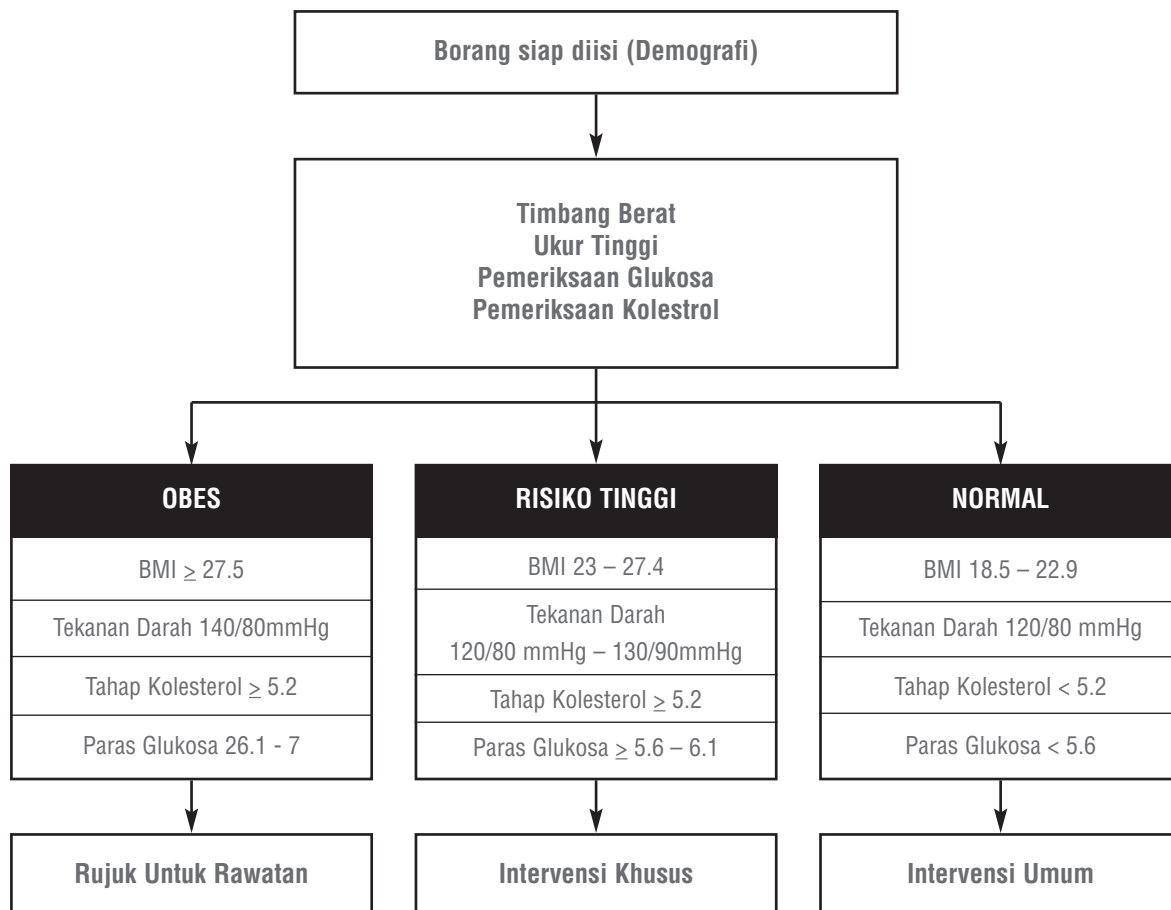 Borang siap diisi (Demografi)
Timbang Berat
Ukur Tinggi
Pemeriksaan Glukosa
Pemeriksaan Kolestrol
OBES
BMI ≥ 27.5
Tekanan Darah 140/80mmHg
Tahap Kolesterol ≥ 5.2
Paras Glukosa 26.1 - 7
Rujuk Untuk Rawatan
RISIKO TINGGI
BMI 23 – 27.4
Tekanan Darah
120/80 mmHg – 130/90mmHg
Tahap Kolesterol ≥ 5.2
Paras Glukosa ≥ 5.6 – 6.1
Intervensi Khusus
NORMAL
BMI 18.5 – 22.9
Tekanan Darah 120/80 mmHg
Tahap Kolesterol < 5.2
Paras Glukosa < 5.6
Intervensi Umum